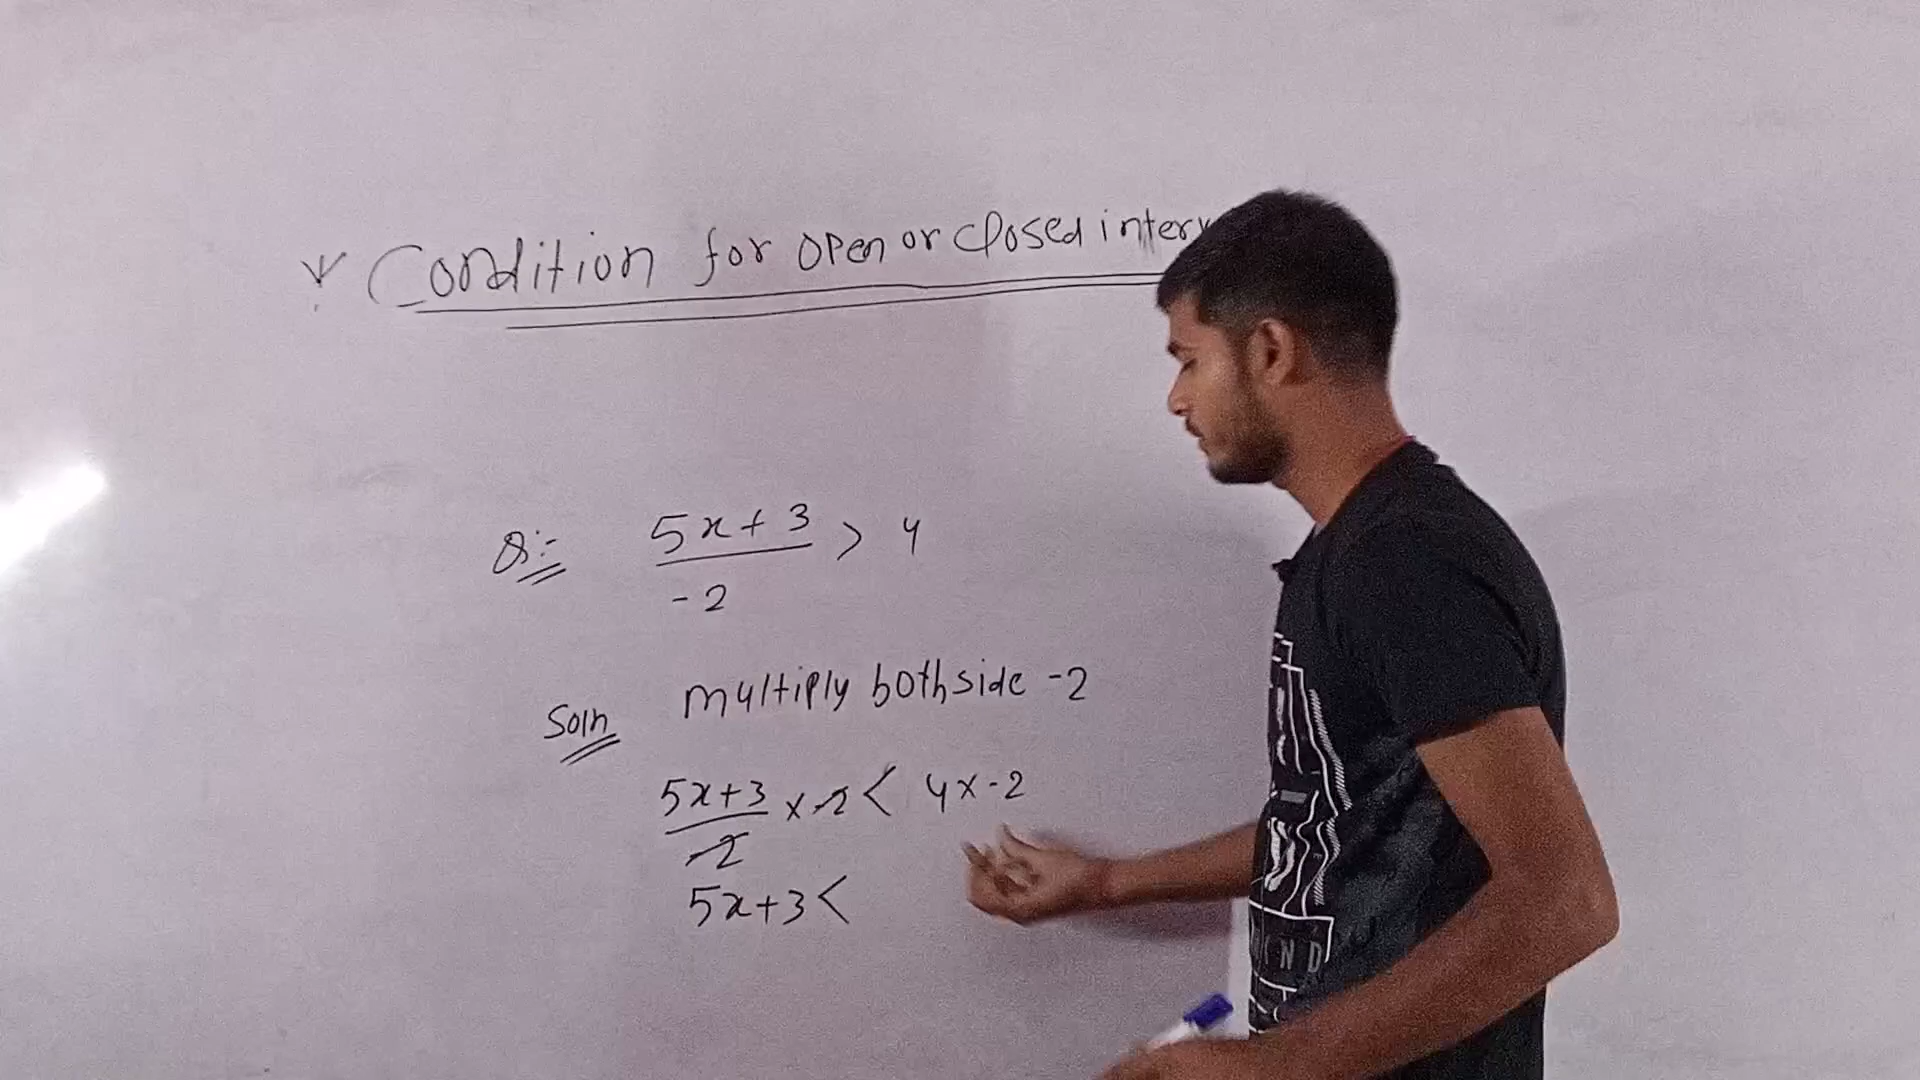 Condition for open or closed interv
Q:- 5x+3 > 4
-2
Soln multiply bothside -2
5x+3 x -2 < 4x-2
-2
5x+3 <